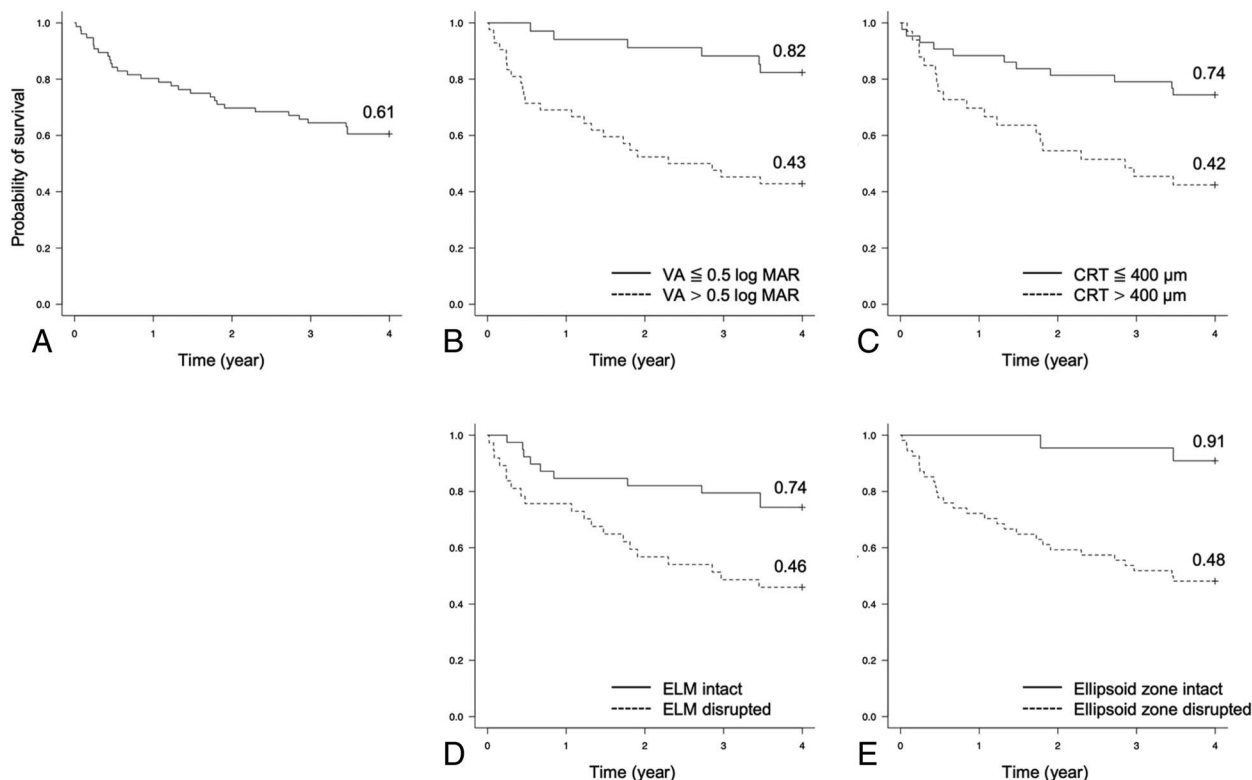 1.0
0.8
0.6
0.4
0.2
0.0
Probability of survival
0.61
0 1 2 3 4
Time (year)
A
1.0
0.8
0.6
0.4
0.2
0.0
0.82
0.43
VA ≦ 0.5 log MAR
VA > 0.5 log MAR
0 1 2 3 4
Time (year)
B
1.0
0.8
0.6
0.4
0.2
0.0
0.74
0.42
CRT ≦ 400 μm
CRT > 400 μm
0 1 2 3 4
Time (year)
C
1.0
0.8
0.6
0.4
0.2
0.0
0.74
0.46
ELM intact
ELM disrupted
0 1 2 3 4
Time (year)
D
1.0
0.8
0.6
0.4
0.2
0.0
0.91
0.48
Ellipsoid zone intact
Ellipsoid zone disrupted
0 1 2 3 4
Time (year)
E